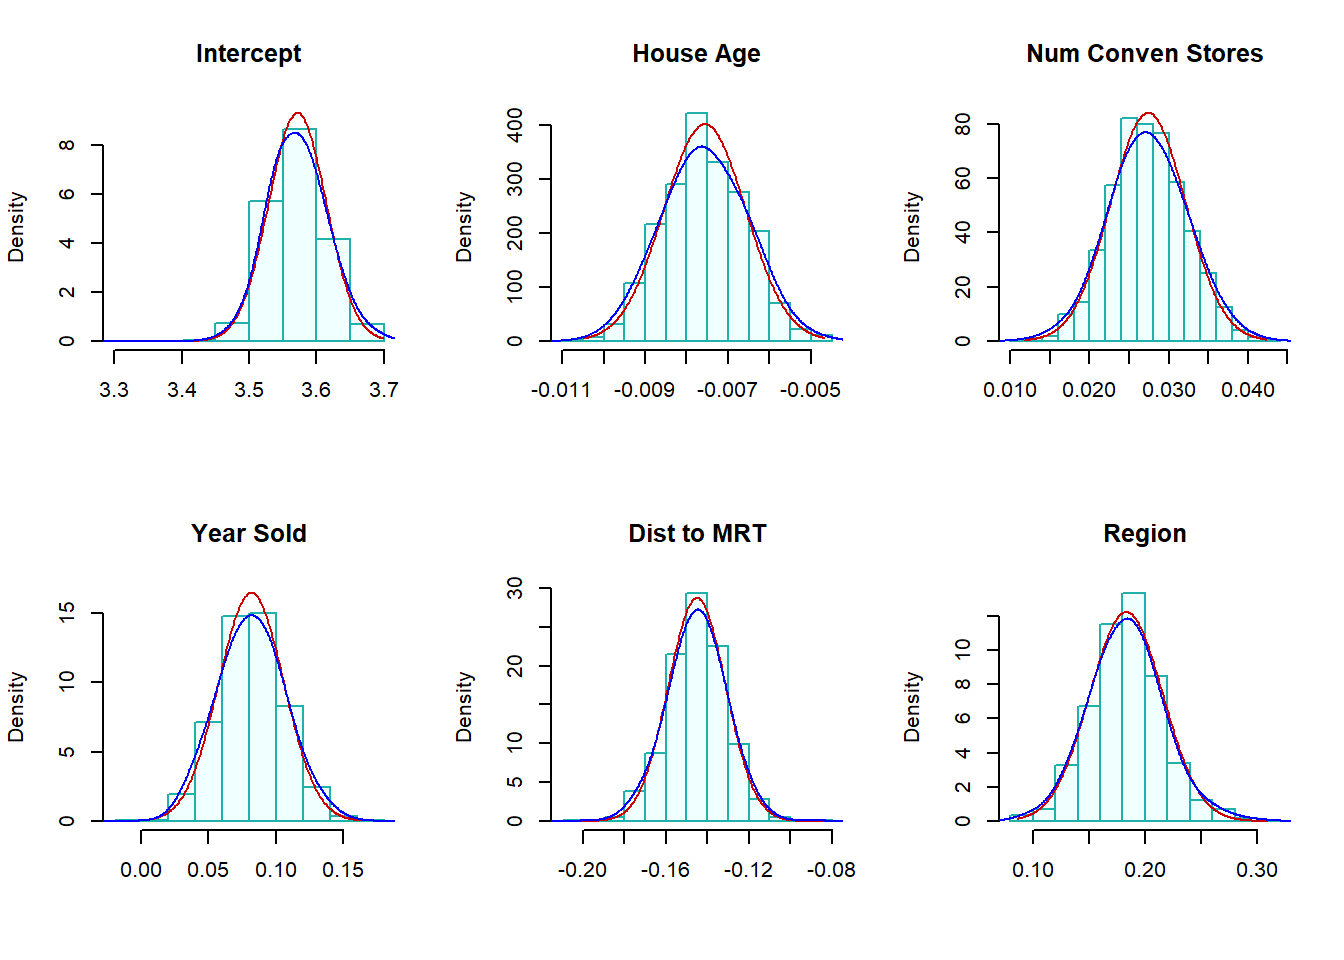 Intercept
House Age
Num Conven Stores
Density
0 2 4 6 8
3.3 3.4 3.5 3.6 3.7
Density
0 100 200 300 400
-0.011 -0.009 -0.007 -0.005
Density
0 20 40 60 80
0.010 0.020 0.030 0.040
Year Sold
Dist to MRT
Region
Density
0 5 10 15
0.00 0.05 0.10 0.15
Density
0 5 10 20 30
-0.20 -0.16 -0.12 -0.08
Density
0 2 4 6 8 10
0.10 0.20 0.30